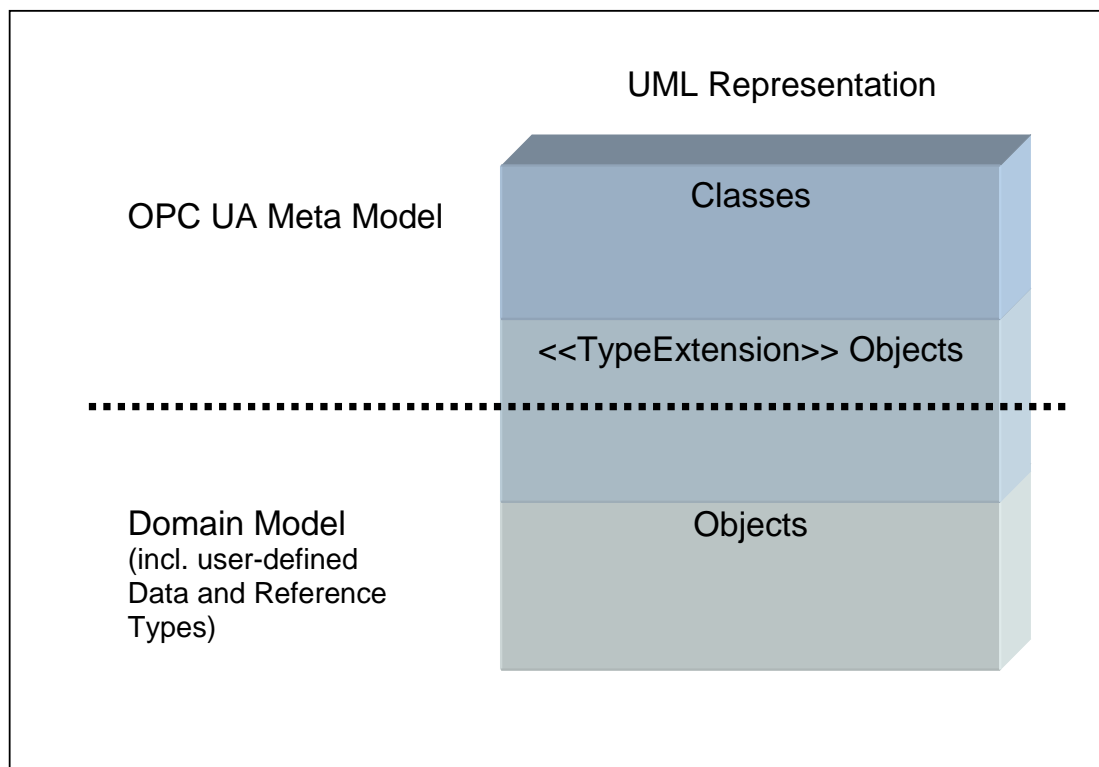 UML Representation
Classes
OPC UA Meta Model
<<TypeExtension>> Objects
Domain Model
(incl. user-defined
Data and Reference
Types)
Objects